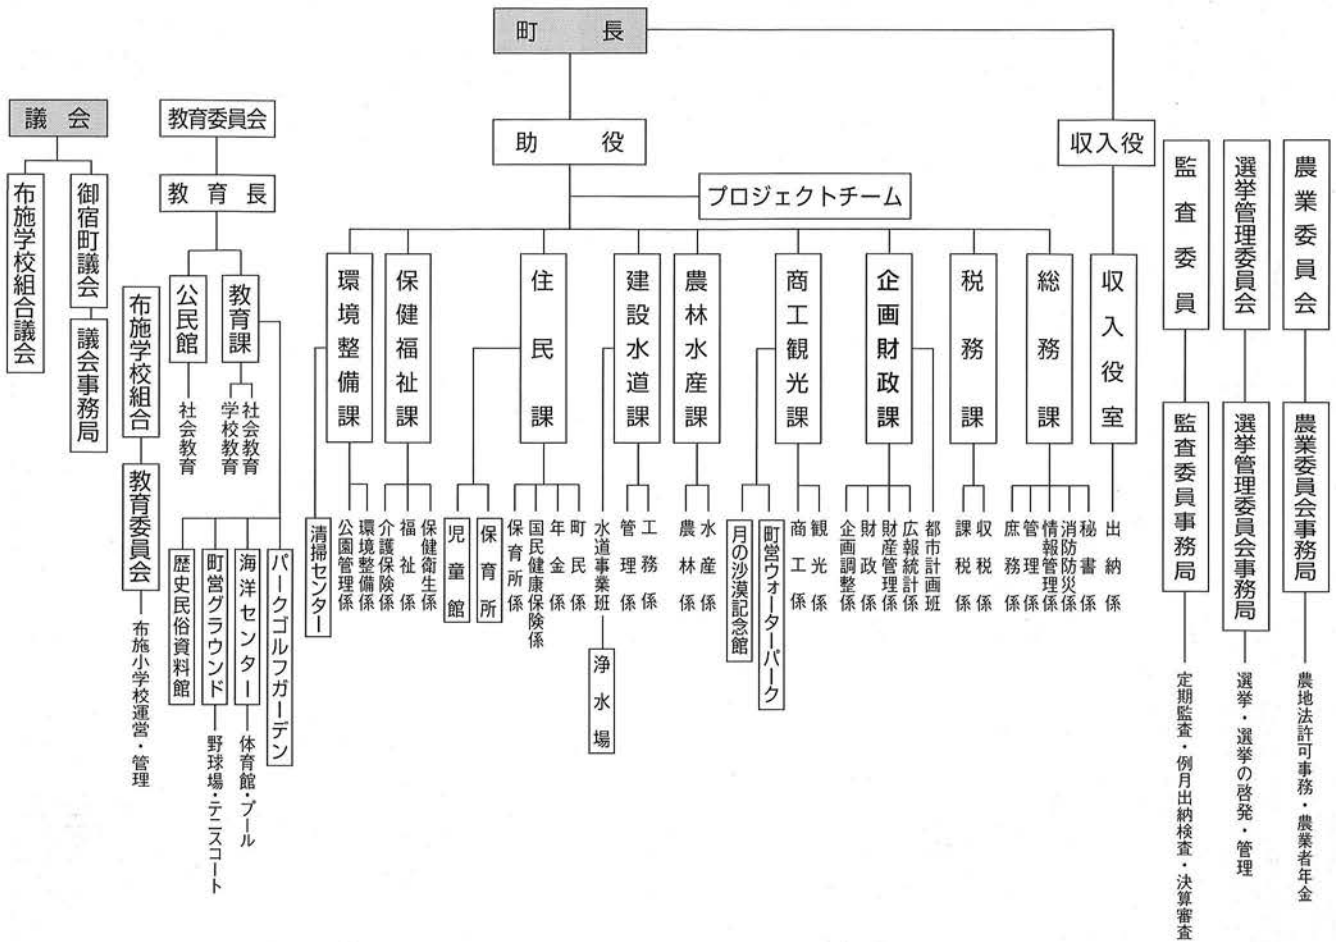 町長
議会
教育委員会
助役
収入役
布施学校組合議会
御宿町議会
議会事務局
教育長
プロジェクトチーム
監査委員
選挙管理委員会
農業委員会
布施学校組合
公民館
教育課
環境整備課
保健福祉課
住民課
建設水道課
農林水産課
商工観光課
企画財政課
税務課
総務課
収入役室
社会教育
学校教育
社会教育
教育委員会
布施小学校運営・管理
歴史民俗資料館
町営グラウンド
野球場・テニスコート
海洋センター
体育館・プール
パークゴルフガーデン
清掃センター
公園管理係
環境整備係
介護保険係
福祉係
保健衛生係
児童館
保育所
保育所係
国民健康保険係
年金係
町民係
水道事業班
浄水場
管理係
工務係
農林係
水産係
月の沙漠記念館
町営ウォーターパーク
商工係
観光係
企画調整係
財政係
財産管理係
広報統計係
都市計画班
課税係
収税係
庶務係
管理係
情報管理係
消防防災係
秘書係
出納係
監査委員事務局
定期監査・例月出納検査・決算審査
選挙管理委員会事務局
選挙・選挙の啓発・管理
農業委員会事務局
農地法許可事務・農業者年金